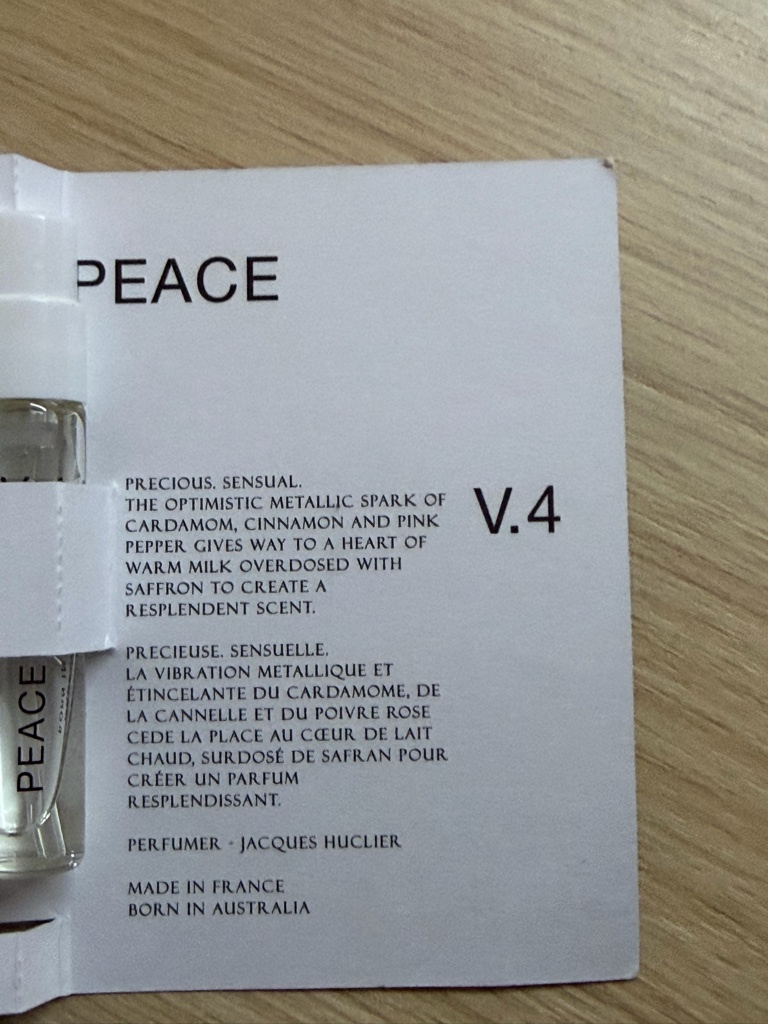 PEACE
PRECIOUS. SENSUAL.
THE OPTIMISTIC METALLIC SPARK OF
CARDAMOM, CINNAMON AND PINK
PEPPER GIVES WAY TO A HEART OF
WARM MILK OVERDOSED WITH
SAFFRON TO CREATE A
RESPLENDENT SCENT.
V.4
PRECIEUSE. SENSUELLE.
LA VIBRATION METALLIQUE ET
ÉTINCELANTE DU CARDAMOME, DE
LA CANNELLE ET DU POIVRE ROSE
CEDE LA PLACE AU CŒUR DE LAIT
CHAUD, SURDOSÉ DE SAFRAN POUR
CRÉER UN PARFUM
RESPLENDISSANT.
PERFUMER - JACQUES HUCLIER
MADE IN FRANCE
BORN IN AUSTRALIA
PEACE